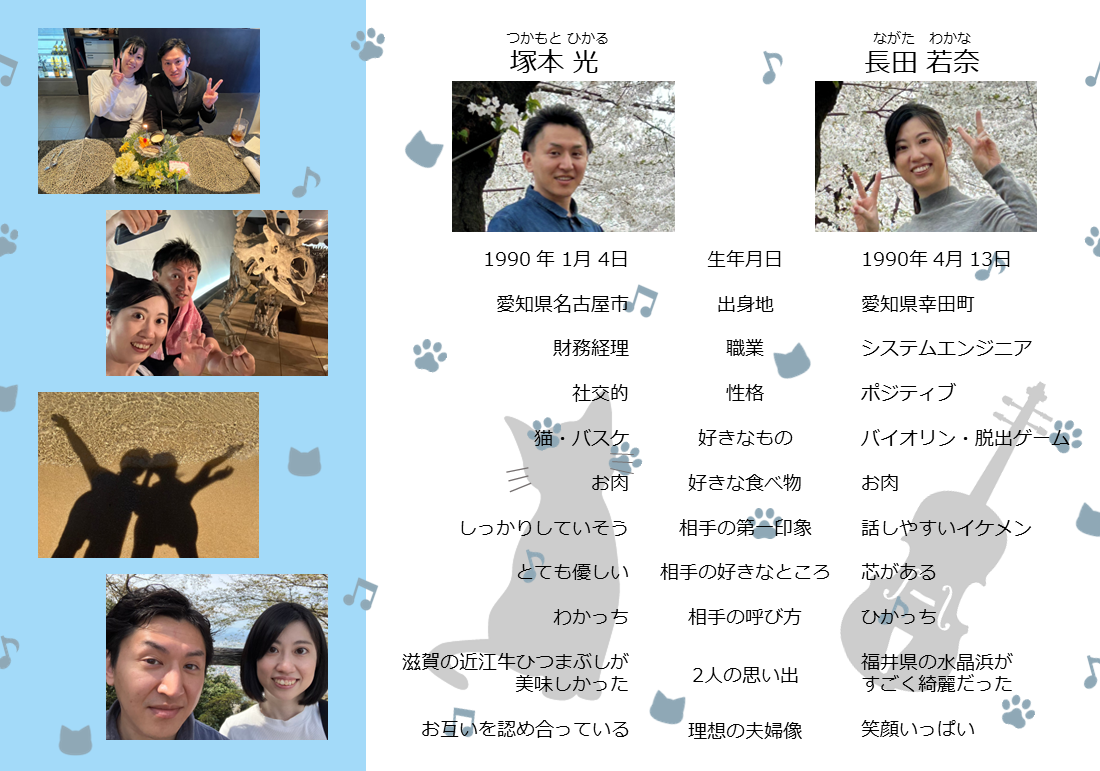 つかもと ひかる
塚本 光
ながた わかな
長田 若奈
1990 年 1月 4日 生年月日 1990年 4月 13日
愛知県名古屋市 出身地 愛知県幸田町
財務経理 職業 システムエンジニア
社交的 性格 ポジティブ
猫・バスケ 好きなもの バイオリン・脱出ゲーム
お肉 好きな食べ物 お肉
しっかりしていそう 相手の第一印象 話しやすいイケメン
とても優しい 相手の好きなところ 芯がある
わかっち 相手の呼び方 ひかっち
滋賀の近江牛ひつまぶしが
美味しかった
2人の思い出
福井県の水晶浜が
すごく綺麗だった
お互いを認め合っている 理想の夫婦像 笑顔いっぱい